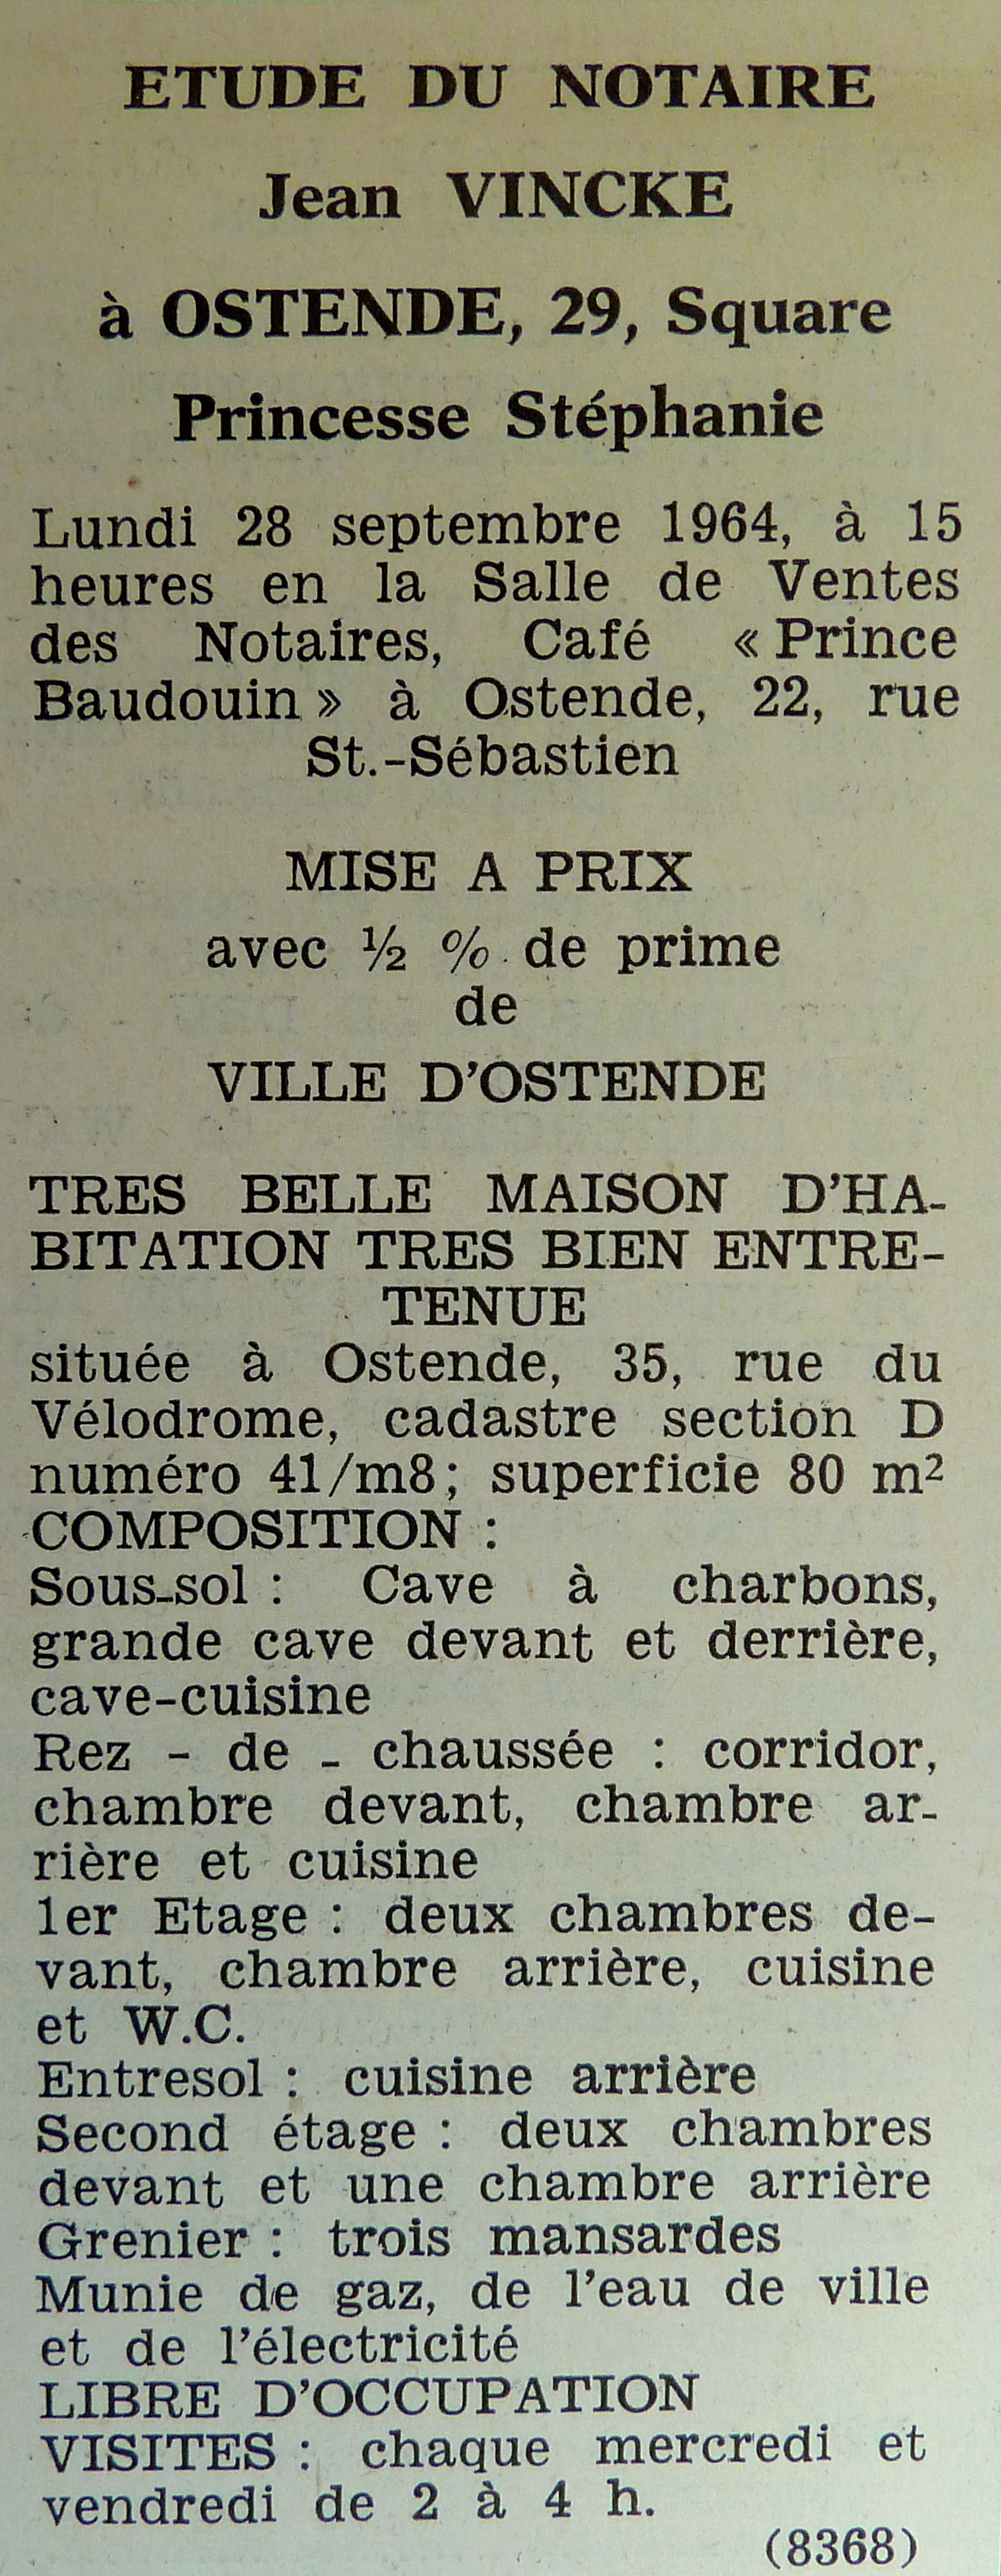 ETUDE DU NOTAIRE
Jean VINCKE
à OSTENDE, 29, Square
Princesse Stéphanie
Lundi 28 septembre 1964, à 15
heures en la Salle de Ventes
des Notaires, Café « Prince
Baudouin » à Ostende, 22, rue
St.-Sébastien
MISE A PRIX
avec ½ % de prime
de
VILLE D'OSTENDE
TRES BELLE MAISON D'HA-
BITATION TRES BIEN ENTRE-
TENUE
située à Ostende, 35, rue du
Vélodrome, cadastre section D
numéro 41/m8; superficie 80 m²
COMPOSITION :
Sous-sol : Cave à charbons,
grande cave devant et derrière,
cave-cuisine
Rez - de - chaussée : corridor,
chambre devant, chambre ar-
rière et cuisine
1er Etage : deux chambres de-
vant, chambre arrière, cuisine
et W.C.
Entresol : cuisine arrière
Second étage : deux chambres
devant et une chambre arrière
Grenier : trois mansardes
Munie de gaz, de l'eau de ville
et de l'électricité
LIBRE D'OCCUPATION
VISITES : chaque mercredi et
vendredi de 2 à 4 h.
(8368)